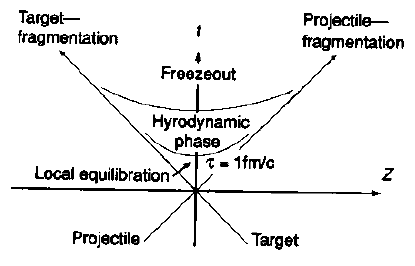 Target—
fragmentation
t
Projectile—
fragmentation
Freezeout
Hyrodynamic
phase
τ = 1fm/c
Local equilibration
Z
Projectile
Target